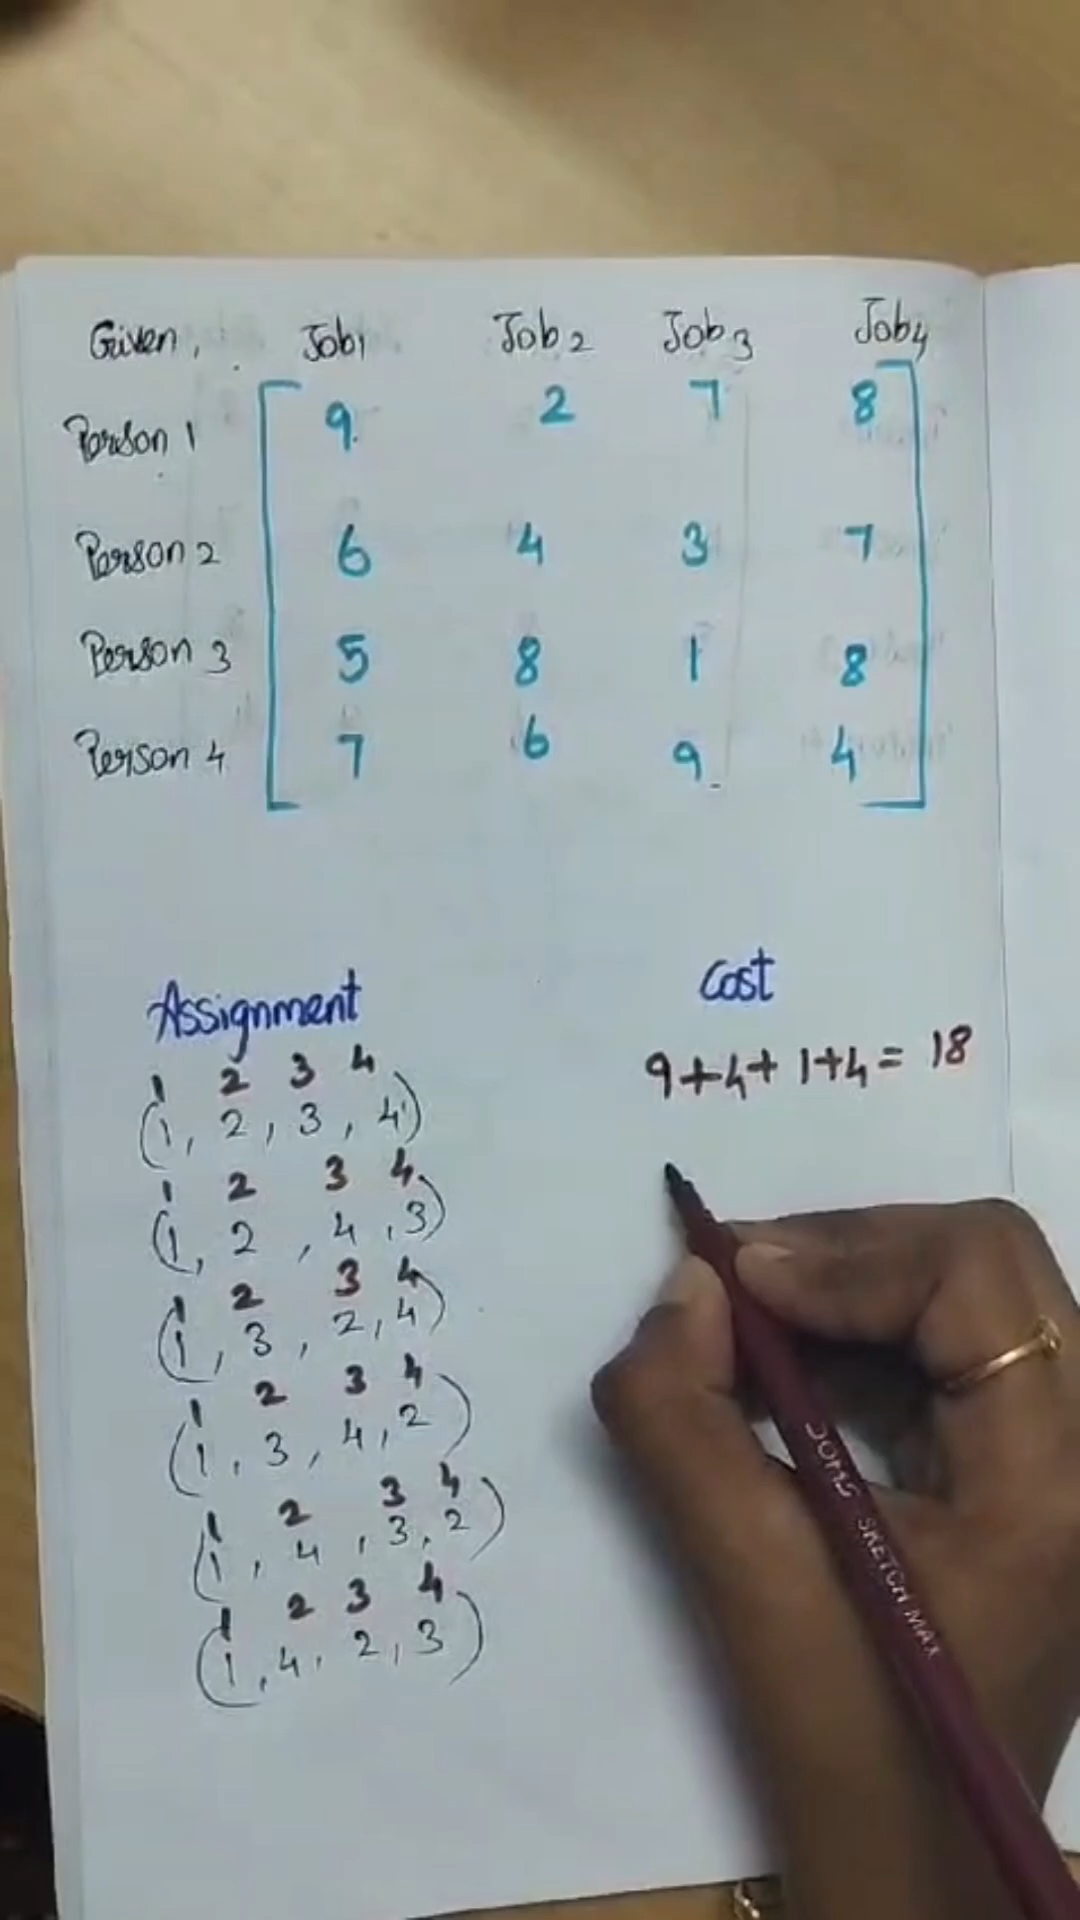 Given, Job1 Job2 Job3 Job4
Person 1 9 2 7 8
Person 2 6 4 3 7
Person 3 5 8 1 8
Person 4 7 6 9 4
Assignment Cost
1 2 3 4
(1, 2, 3, 4) 9+4+1+4= 18
1 2 3 4
(1, 2, 4, 3)
1 2 3 4
(1, 3, 2, 4)
1 2 3 4
(1, 3, 4, 2)
1 2 3 4
(1, 4, 3, 2)
1 2 3 4
(1, 4, 2, 3)
DOMS SKETCH MAX